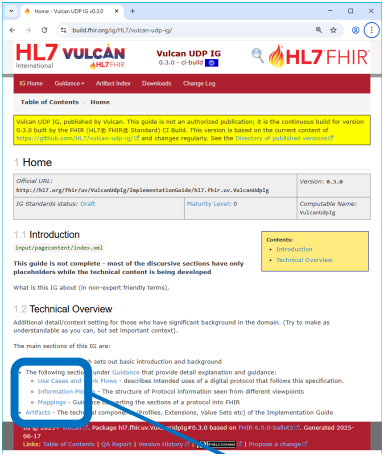 Home - Vulcan UDP IG v0.3.0
build.fhir.org/ig/HL7/vulcan-udp-ig/
HL7 VULCAN
International
HL7 FHIR
Vulcan UDP IG
0.3.0 - ci-build
HL7 FHIR
IG Home Guidance Artifact Index Downloads Change Log
Table of Contents Home
Vulcan UDP IG, published by Vulcan. This guide is not an authorized publication; it is the continuous build for version
0.3.0 built by the FHIR (HL7® FHIR® Standard) CI Build. This version is based on the current content of
https://github.com/HL7/vulcan-udp-ig/ and changes regularly. See the Directory of published versions
1 Home
Official URL: Version: 0.3.0
http://hl7.org/fhir/uv/VulcanUdpIg/ImplementationGuide/hl7.fhir.uv.VulcanUdpIg
IG Standards status: Draft Maturity Level: 0 Computable Name:
VulcanUdpIg
1.1 Introduction
input/pagecontent/index.xml
This guide is not complete - most of the discursive sections have only
placeholders while the technical content is being developed
What is this IG about (in non-expert friendly terms).
Contents:
• Introduction
• Technical Overview
1.2 Technical Overview
Additional detail/context setting for those who have significant background in the domain. (Try to make as
understandable as you can, but set important context).
The main sections of this IG are:
sets out basic introduction and background
• The following sections under Guidance that provide detail explanation and guidance:
Use Cases and Work Flows - describes intended uses of a digital protocol that follows this specification.
Information - The structure of Protocol information seen from different viewpoints
Mappings - converting the sections of a protocol into FHIR
• Artifacts - The technical components (Profiles, Extensions, Value Sets etc) of the Implementation Guide
IG © 2025+ Vulcan. Package hl7.fhir.uv.VulcanUdpIg#0.3.0 based on FHIR 6.0.0-ballot3. Generated 2025-
06-17
Links: Table of Contents | QA Report | Version History | | Propose a change